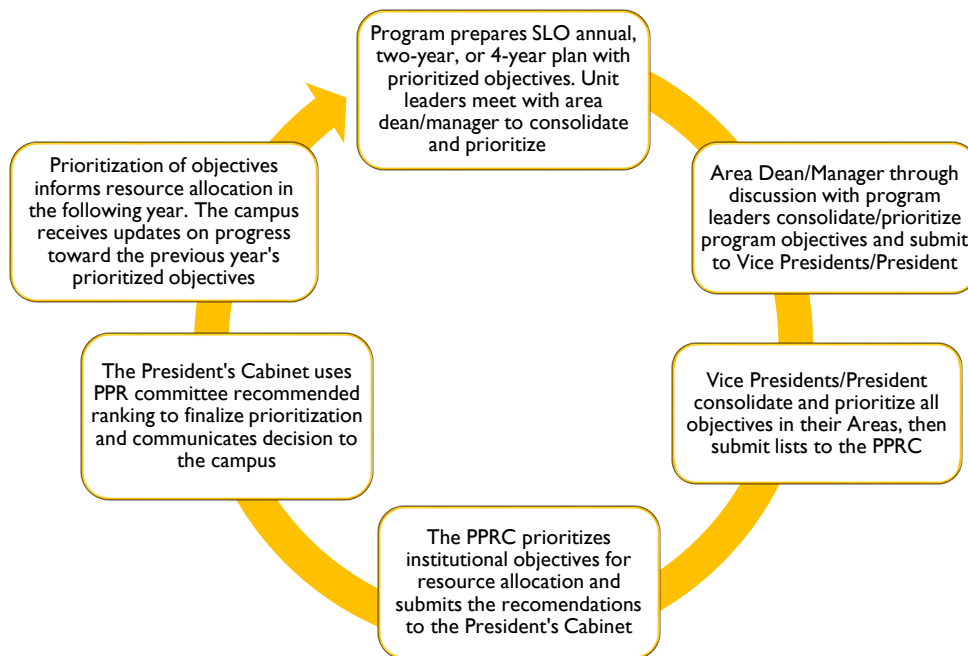 Program prepares SLO annual,
two-year, or 4-year plan with
prioritized objectives. Unit
leaders meet with area
dean/manager to consolidate
and prioritize
Area Dean/Manager through
discussion with program
leaders consolidate/prioritize
program objectives and submit
to Vice Presidents/President
Vice Presidents/President
consolidate and prioritize all
objectives in their Areas, then
submit lists to the PPRC
The PPRC prioritizes
institutional objectives for
resource allocation and
submits the recomendations
to the President's Cabinet
The President's Cabinet uses
PPR committee recommended
ranking to finalize prioritization
and communicates decision to
the campus
Prioritization of objectives
informs resource allocation in
the following year. The campus
receives updates on progress
toward the previous year's
prioritized objectives